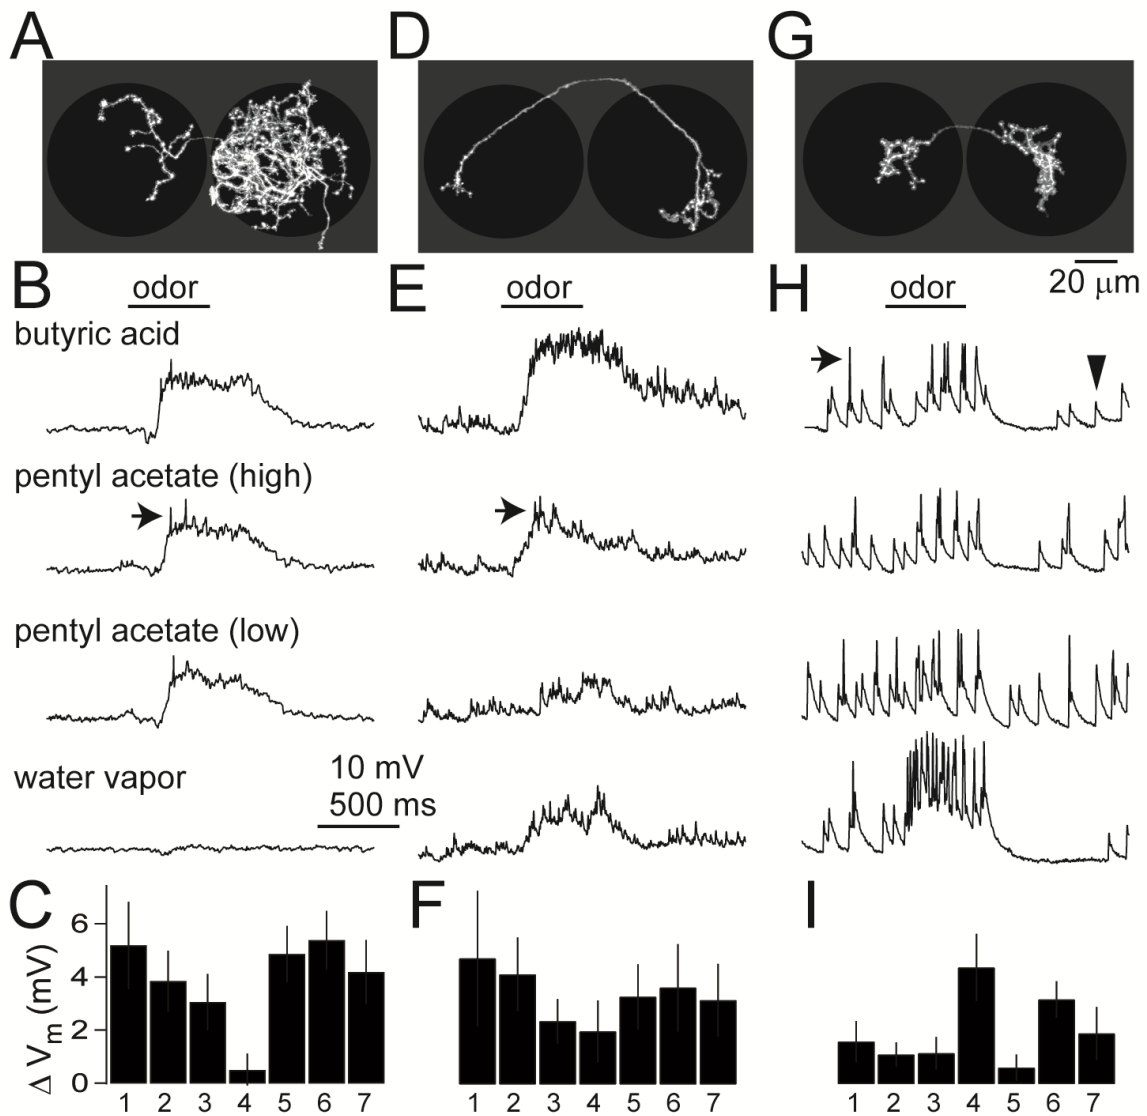 A D G
B odor E odor H odor 20 μm
butyric acid
pentyl acetate (high)
pentyl acetate (low)
water vapor
10 mV
500 ms
C F I
Δ Vm (mV)
6
4
2
0
1 2 3 4 5 6 7 1 2 3 4 5 6 7 1 2 3 4 5 6 7